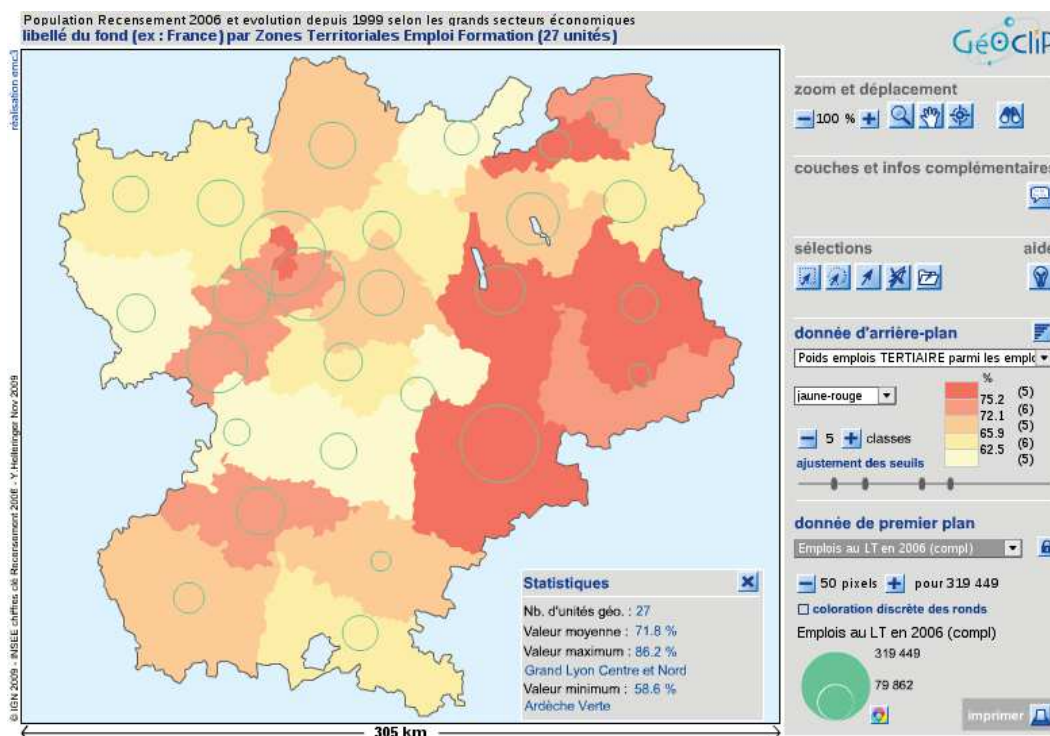 Population Recensement 2006 et evolution depuis 1999 selon les grands secteurs économiques
libellé du fond (ex : France) par Zones Territoriales Emploi Formation (27 unités)
réalisation emc3
GéOcliP
zoom et déplacement
100 %
couches et infos complémentaires
sélections
aide
donnée d'arrière-plan
Poids emplois TERTIAIRE parmi les emplo
%
jaune-rouge
75.2 (5)
72.1 (6)
65.9 (5)
62.5 (6)
(5)
5 classes
ajustement des seuils
donnée de premier plan
Emplois au LT en 2006 (compl)
50 pixels pour 319 449
coloration discrète des ronds
Emplois au LT en 2006 (compl)
319 449
79 862
imprimer
Statistiques
Nb. d'unités géo. : 27
Valeur moyenne : 71.8 %
Valeur maximum : 86.2 %
Grand Lyon Centre et Nord
Valeur minimum : 58.6 %
Ardèche Verte
© IGN 2009 - INSEE chiffres clé Recensement 2006 - Nov 2009
305 km